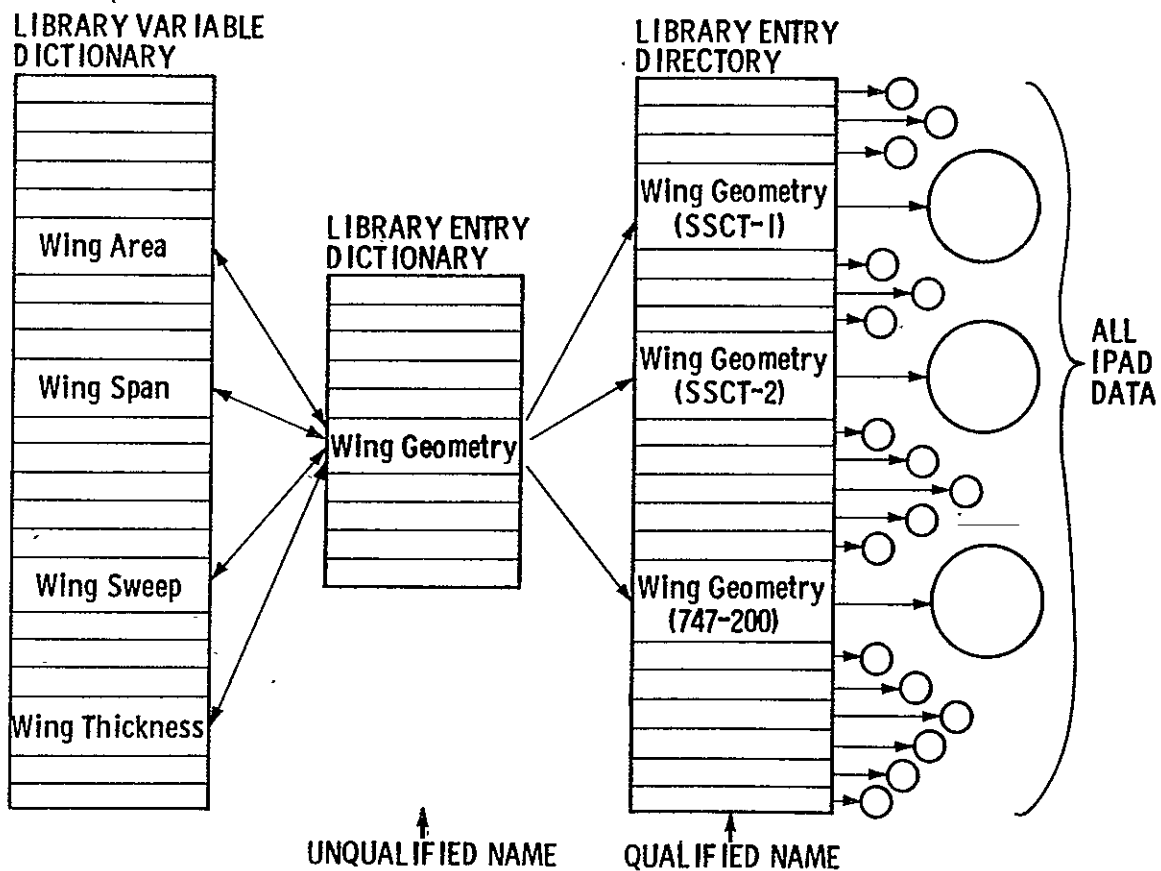 LIBRARY VARIABLE
DICTIONARY
Wing Area
Wing Span
Wing Sweep
Wing Thickness
LIBRARY ENTRY
DICTIONARY
Wing Geometry
UNQUALIFIED NAME
LIBRARY ENTRY
DIRECTORY
Wing Geometry
(SSCT-1)
Wing Geometry
(SSCT-2)
Wing Geometry
(747-200)
QUALIFIED NAME
ALL
IPAD
DATA